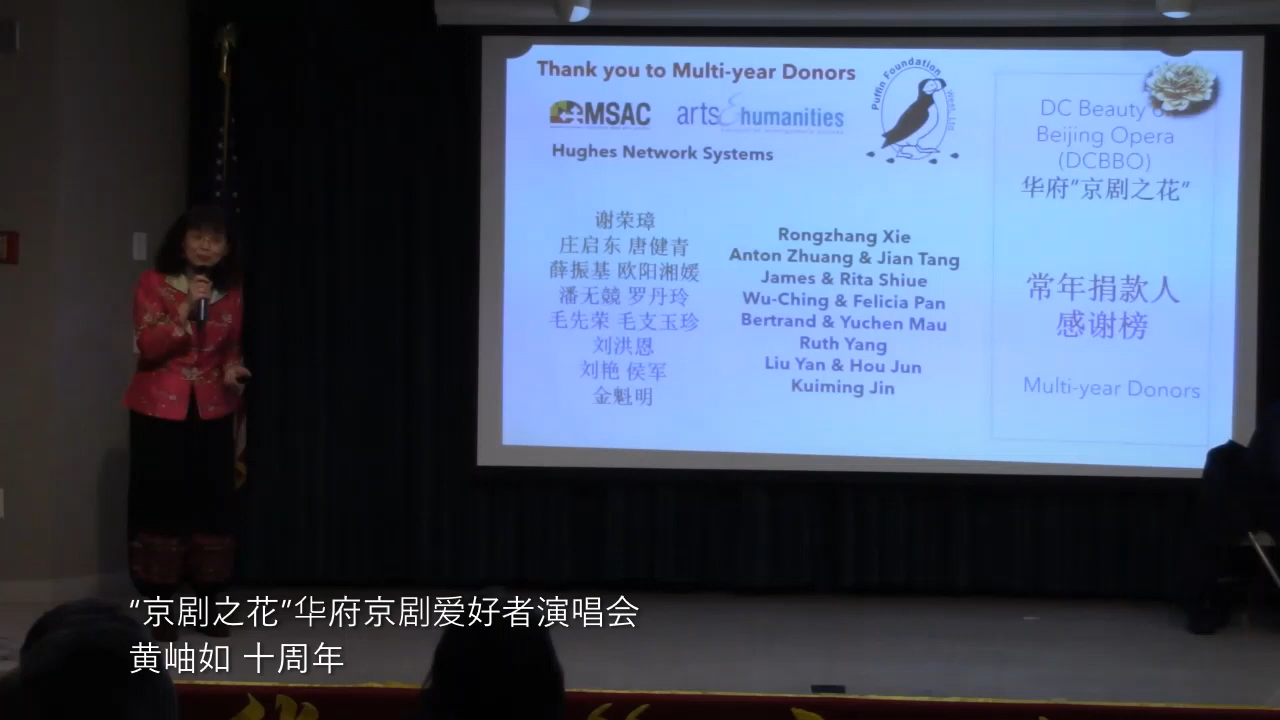 Thank you to Multi-year Donors
MSAC
arts & humanities
Puffin Foundation
West, Ltd
Hughes Network Systems
谢荣璋
庄启东 唐健青
薛振基 欧阳湘媛
潘无兢 罗丹玲
毛先荣 毛支玉珍
刘洪恩
刘艳 侯军
金魁明
Rongzhang Xie
Anton Zhuang & Jian Tang
James & Rita Shiue
Wu-Ching & Felicia Pan
Bertrand & Yuchen Mau
Ruth Yang
Liu Yan & Hou Jun
Kuiming Jin
DC Beauty
Beijing Opera
(DCBBO)
华府"京剧之花"
常年捐款人
感谢榜
Multi-year Donors
“京剧之花”华府京剧爱好者演唱会
黄岫如 十周年